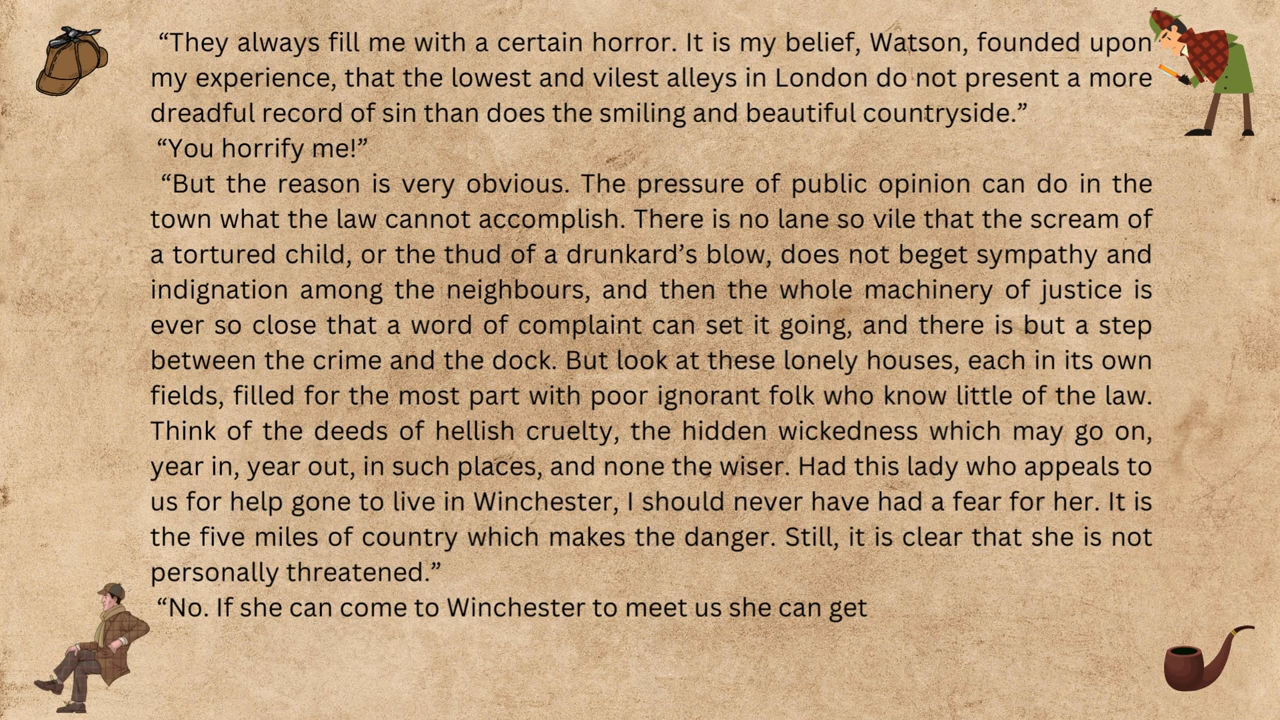 “They always fill me with a certain horror. It is my belief, Watson, founded upon
my experience, that the lowest and vilest alleys in London do not present a more
dreadful record of sin than does the smiling and beautiful countryside.”
“You horrify me!”
“But the reason is very obvious. The pressure of public opinion can do in the
town what the law cannot accomplish. There is no lane so vile that the scream of
a tortured child, or the thud of a drunkard’s blow, does not beget sympathy and
indignation among the neighbours, and then the whole machinery of justice is
ever so close that a word of complaint can set it going, and there is but a step
between the crime and the dock. But look at these lonely houses, each in its own
fields, filled for the most part with poor ignorant folk who know little of the law.
Think of the deeds of hellish cruelty, the hidden wickedness which may go on,
year in, year out, in such places, and none the wiser. Had this lady who appeals to
us for help gone to live in Winchester, I should never have had a fear for her. It is
the five miles of country which makes the danger. Still, it is clear that she is not
personally threatened.”
“No. If she can come to Winchester to meet us she can get